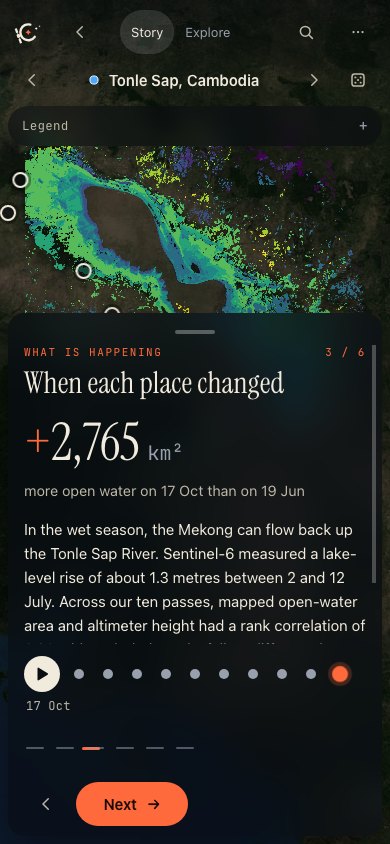 Story
Explore
Tonle Sap, Cambodia
Legend
+
WHAT IS HAPPENING
3 / 6
When each place changed
+2,765 km²
more open water on 17 Oct than on 19 Jun
In the wet season, the Mekong can flow back up
the Tonle Sap River. Sentinel-6 measured a lake-
level rise of about 1.3 metres between 2 and 12
July. Across our ten passes, mapped open-water
area and altimeter height had a rank correlation of
17 Oct
Next →